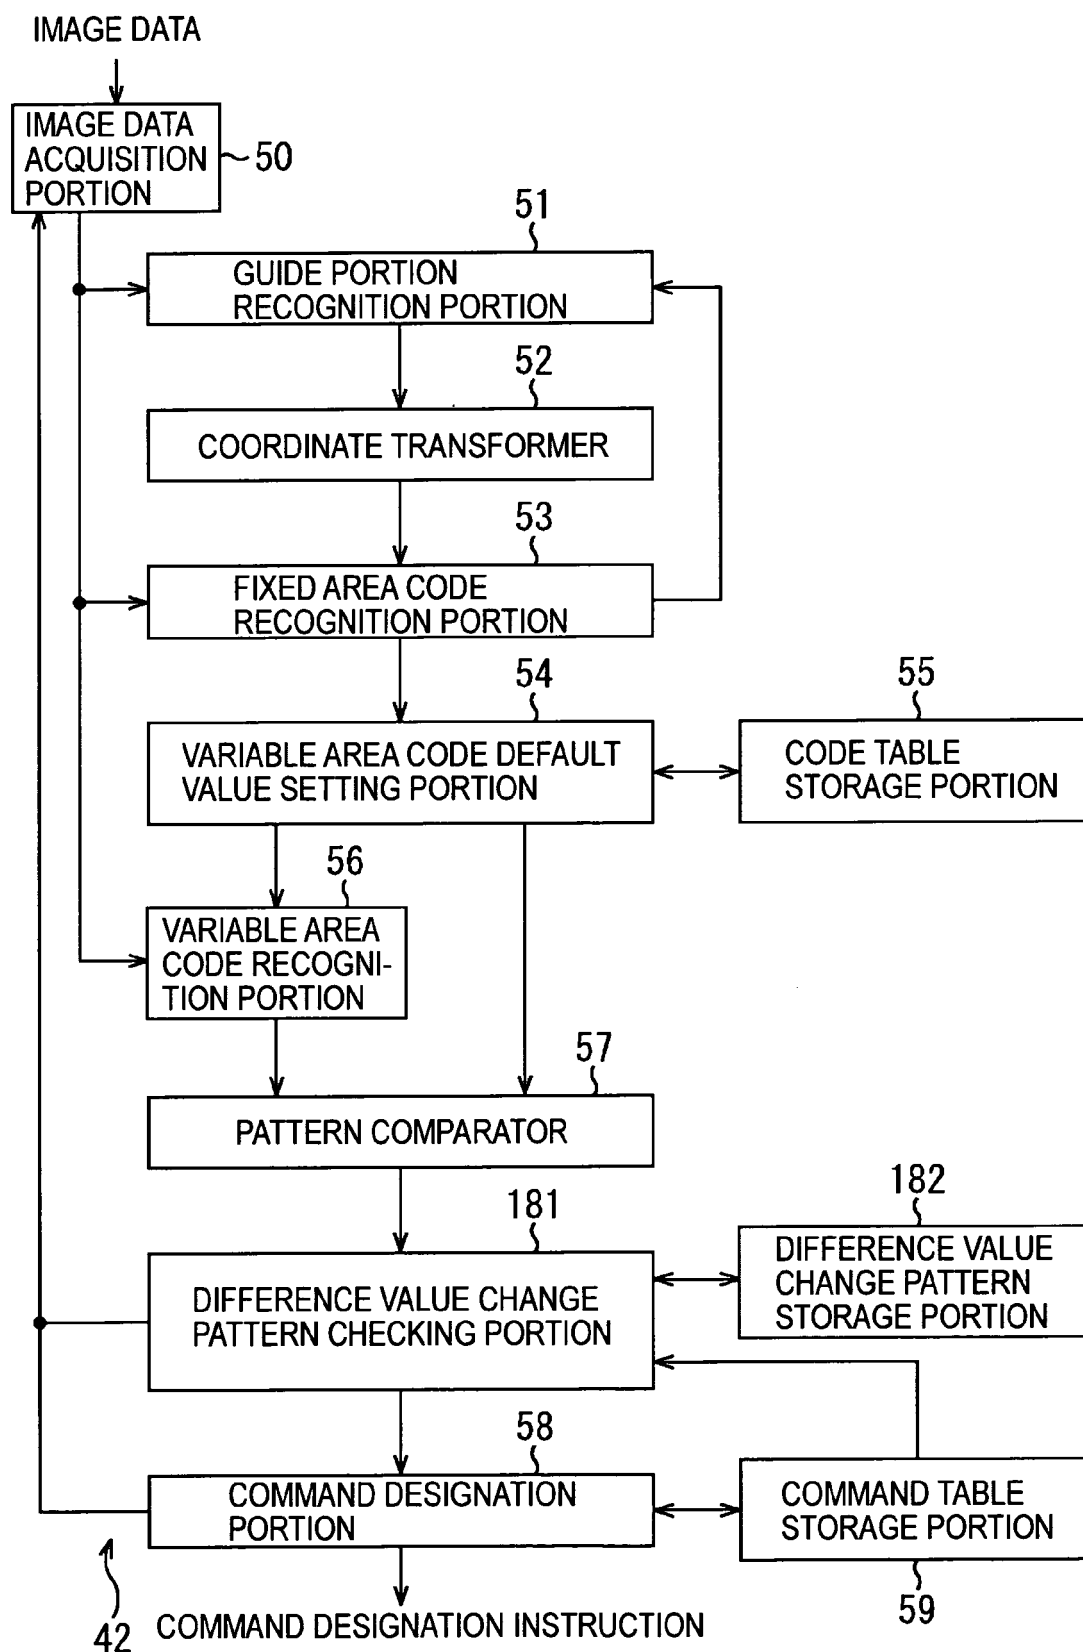 IMAGE DATA
IMAGE DATA
ACQUISITION
PORTION
50
51
GUIDE PORTION
RECOGNITION PORTION
52
COORDINATE TRANSFORMER
53
FIXED AREA CODE
RECOGNITION PORTION
54
VARIABLE AREA CODE DEFAULT
VALUE SETTING PORTION
55
CODE TABLE
STORAGE PORTION
56
VARIABLE AREA
CODE RECOGNI-
TION PORTION
57
PATTERN COMPARATOR
181
DIFFERENCE VALUE CHANGE
PATTERN CHECKING PORTION
182
DIFFERENCE VALUE
CHANGE PATTERN
STORAGE PORTION
58
COMMAND DESIGNATION
PORTION
COMMAND TABLE
STORAGE PORTION
59
42
COMMAND DESIGNATION INSTRUCTION